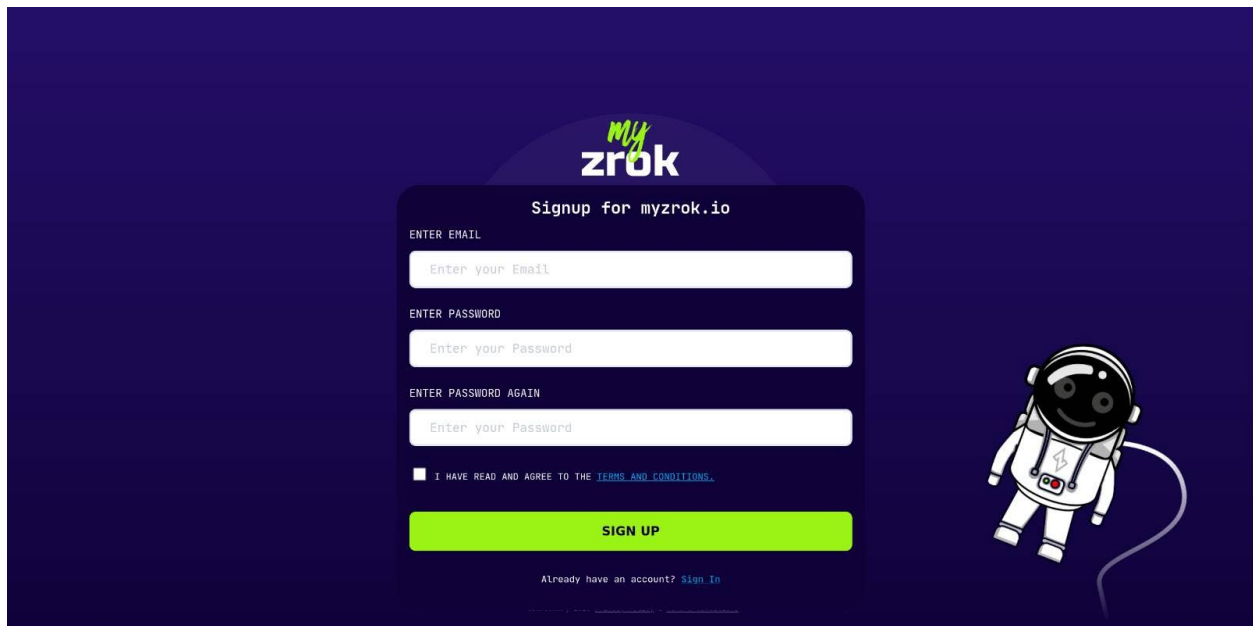 my
zrok
Signup for myzrok.io
ENTER EMAIL
Enter your Email
ENTER PASSWORD
Enter your Password
ENTER PASSWORD AGAIN
Enter your Password
I HAVE READ AND AGREE TO THE TERMS AND CONDITIONS.
SIGN UP
Already have an account? Sign In